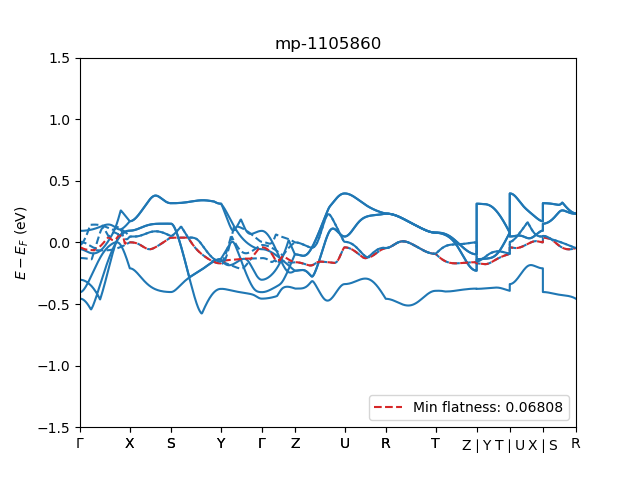 mp-1105860
E − E_F (eV)
1.5
1.0
0.5
0.0
−0.5
−1.0
−1.5
Min flatness: 0.06808
Γ X S Y Γ Z U R T Z | Y T | U X | S R